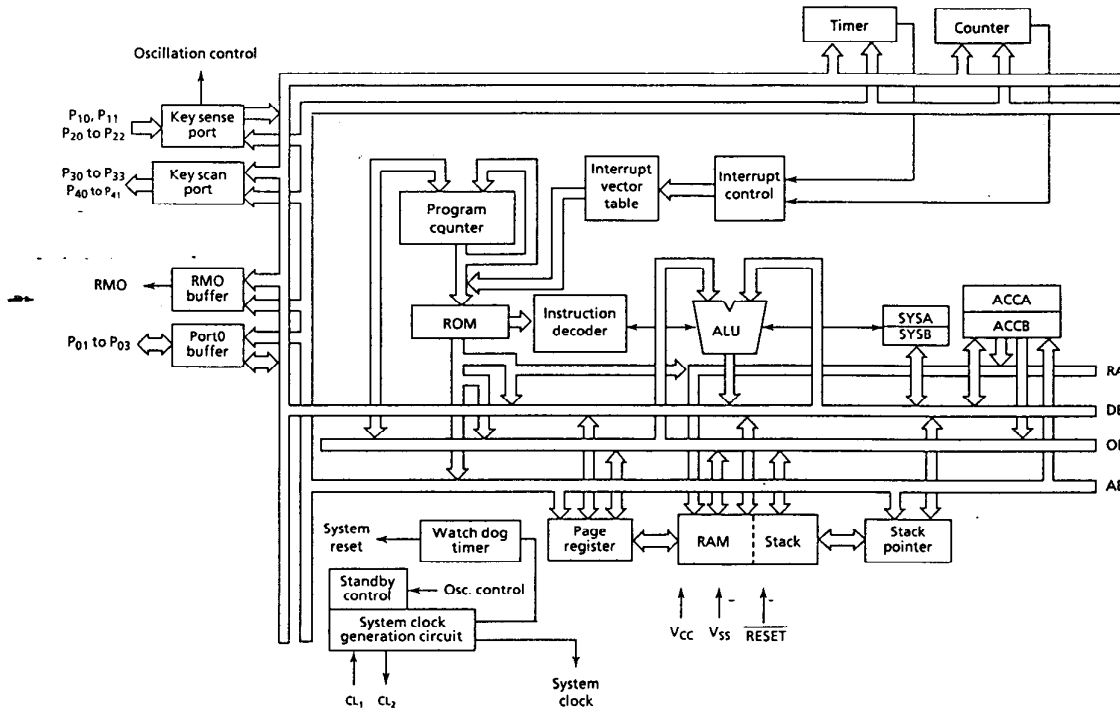 Timer
Counter
Oscillation control
P10, P11
P20 to P22
Key sense
port
P30 to P33
P40 to P41
Key scan
port
Program
counter
Interrupt
vector
table
Interrupt
control
RMO
RMO
buffer
P01 to P03
Port0
buffer
ROM
Instruction
decoder
ALU
SYSA
SYSB
ACCA
ACCB
RA
AB
System
reset
Watch dog
timer
Page
register
RAM
Stack
Stack
pointer
Standby
control
Osc. control
System clock
generation circuit
VCC
VSS
RESET
CL1
CL2
System
clock